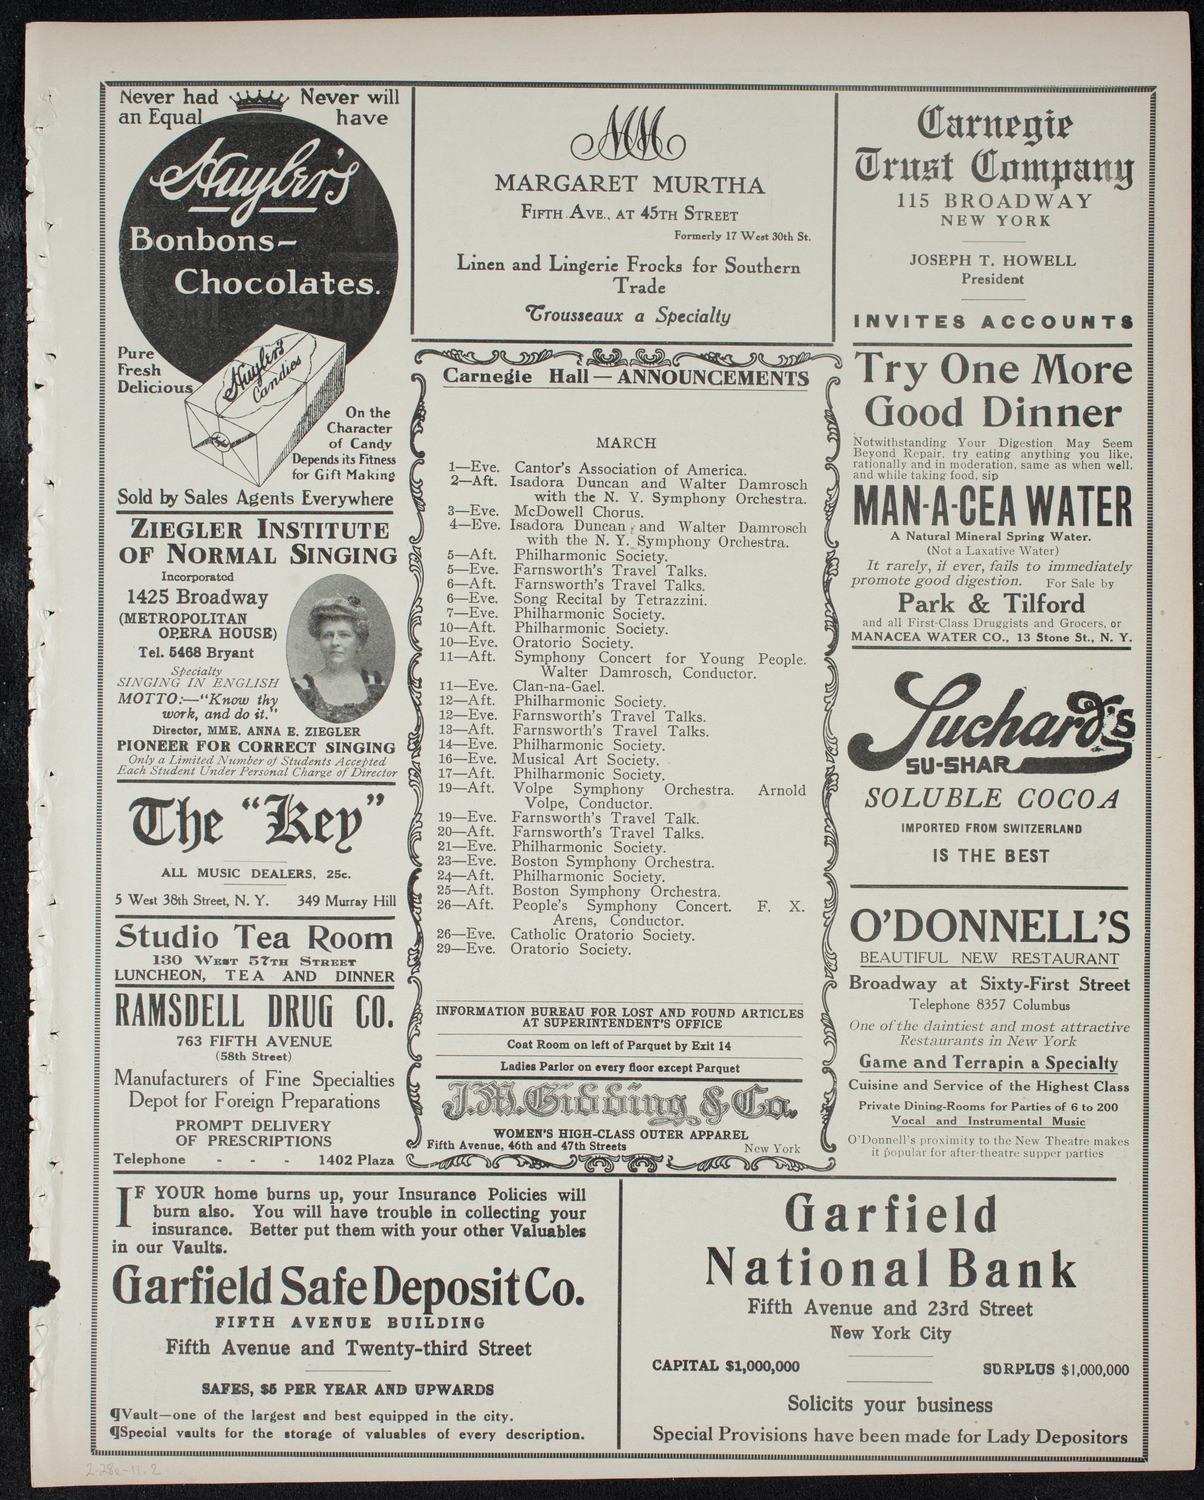 Never had
an Equal
Never will
have
Huyler's
Bonbons–
Chocolates.
Pure
Fresh
Delicious
Huyler's
Candies
On the
Character
of Candy
Depends its Fitness
for Gift Making
Sold by Sales Agents Everywhere
ZIEGLER INSTITUTE
OF NORMAL SINGING
Incorporated
1425 Broadway
(METROPOLITAN
OPERA HOUSE)
Tel. 5468 Bryant
Specialty
SINGING IN ENGLISH
MOTTO:—"Know thy
work, and do it."
Director, MME. ANNA E. ZIEGLER
PIONEER FOR CORRECT SINGING
Only a Limited Number of Students Accepted
Each Student Under Personal Charge of Director
The "Key"
ALL MUSIC DEALERS, 25c.
5 West 38th Street, N. Y. 349 Murray Hill
Studio Tea Room
130 West 57th Street
LUNCHEON, TEA AND DINNER
RAMSDELL DRUG CO.
763 FIFTH AVENUE
(58th Street)
Manufacturers of Fine Specialties
Depot for Foreign Preparations
PROMPT DELIVERY
OF PRESCRIPTIONS
Telephone - - - 1402 Plaza
MM
MARGARET MURTHA
FIFTH AVE., AT 45TH STREET
Formerly 17 West 30th St.
Linen and Lingerie Frocks for Southern
Trade
Trousseaux a Specialty
Carnegie Hall — ANNOUNCEMENTS
MARCH
1—Eve. Cantor's Association of America.
2—Aft. Isadora Duncan and Walter Damrosch
with the N. Y. Symphony Orchestra.
3—Eve. McDowell Chorus.
4—Eve. Isadora Duncan and Walter Damrosch
with the N. Y. Symphony Orchestra.
5—Aft. Philharmonic Society.
5—Eve. Farnsworth's Travel Talks.
6—Aft. Farnsworth's Travel Talks.
6—Eve. Song Recital by Tetrazzini.
7—Eve. Philharmonic Society.
10—Aft. Philharmonic Society.
10—Eve. Oratorio Society.
11—Aft. Symphony Concert for Young People.
Walter Damrosch, Conductor.
11—Eve. Clan-na-Gael.
12—Aft. Philharmonic Society.
12—Eve. Farnsworth's Travel Talks.
13—Aft. Farnsworth's Travel Talks.
14—Eve. Philharmonic Society.
16—Eve. Musical Art Society.
17—Aft. Philharmonic Society.
19—Aft. Volpe Symphony Orchestra. Arnold
Volpe, Conductor.
19—Eve. Farnsworth's Travel Talk.
20—Aft. Farnsworth's Travel Talks.
21—Eve. Philharmonic Society.
23—Eve. Boston Symphony Orchestra.
24—Aft. Philharmonic Society.
25—Aft. Boston Symphony Orchestra.
26—Aft. People's Symphony Concert. F. X.
Arens, Conductor.
26—Eve. Catholic Oratorio Society.
29—Eve. Oratorio Society.
INFORMATION BUREAU FOR LOST AND FOUND ARTICLES
AT SUPERINTENDENT'S OFFICE
Coat Room on left of Parquet by Exit 14
Ladies Parlor on every floor except Parquet
J.M. Gidding & Co.
WOMEN'S HIGH-CLASS OUTER APPAREL
Fifth Avenue, 46th and 47th Streets New York
Carnegie
Trust Company
115 BROADWAY
NEW YORK
JOSEPH T. HOWELL
President
INVITES ACCOUNTS
Try One More
Good Dinner
Notwithstanding Your Digestion May Seem
Beyond Repair, try eating anything you like,
rationally and in moderation, same as when well,
and while taking food, sip
MAN-A-CEA WATER
A Natural Mineral Spring Water.
(Not a Laxative Water)
It rarely, if ever, fails to immediately
promote good digestion. For Sale by
Park & Tilford
and all First-Class Druggists and Grocers, or
MANACEA WATER CO., 13 Stone St., N. Y.
Suchard's
SU-SHAR
SOLUBLE COCOA
IMPORTED FROM SWITZERLAND
IS THE BEST
O'DONNELL'S
BEAUTIFUL NEW RESTAURANT
Broadway at Sixty-First Street
Telephone 8357 Columbus
One of the daintiest and most attractive
Restaurants in New York
Game and Terrapin a Specialty
Cuisine and Service of the Highest Class
Private Dining-Rooms for Parties of 6 to 200
Vocal and Instrumental Music
O'Donnell's proximity to the New Theatre makes
it popular for after-theatre supper parties
IF YOUR home burns up, your Insurance Policies will
burn also. You will have trouble in collecting your
insurance. Better put them with your other Valuables
in our Vaults.
Garfield Safe Deposit Co.
FIFTH AVENUE BUILDING
Fifth Avenue and Twenty-third Street
SAFES, $5 PER YEAR AND UPWARDS
¶Vault—one of the largest and best equipped in the city.
¶Special vaults for the storage of valuables of every description.
Garfield
National Bank
Fifth Avenue and 23rd Street
New York City
CAPITAL $1,000,000 SURPLUS $1,000,000
Solicits your business
Special Provisions have been made for Lady Depositors